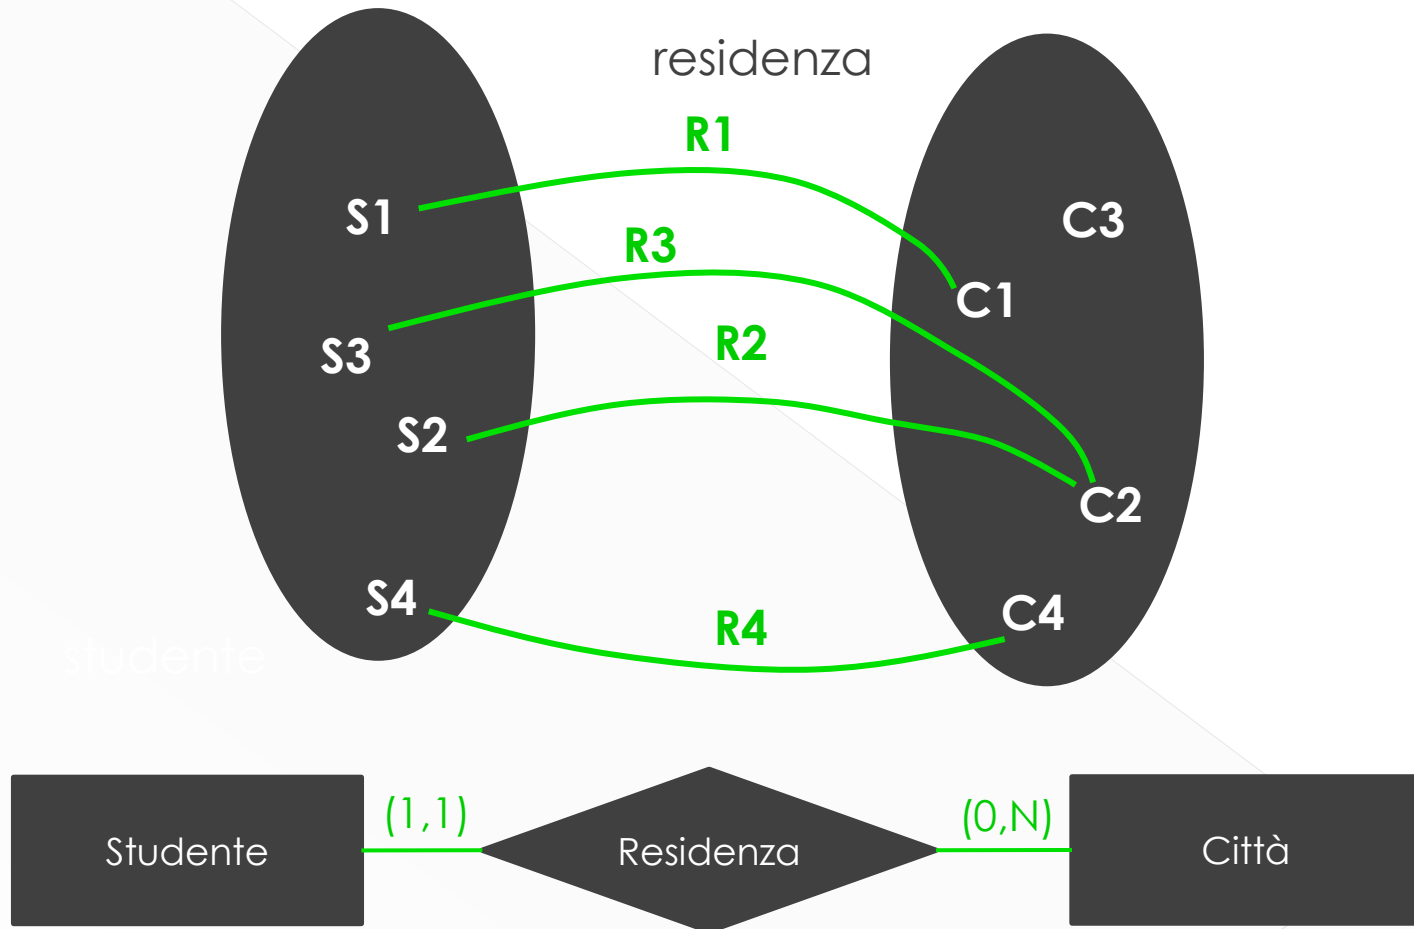 residenza
R1
S1
C3
R3
C1
R2
S3
S2
C2
S4
C4
R4
studente
(1,1)
(0,N)
Studente
Residenza
Città